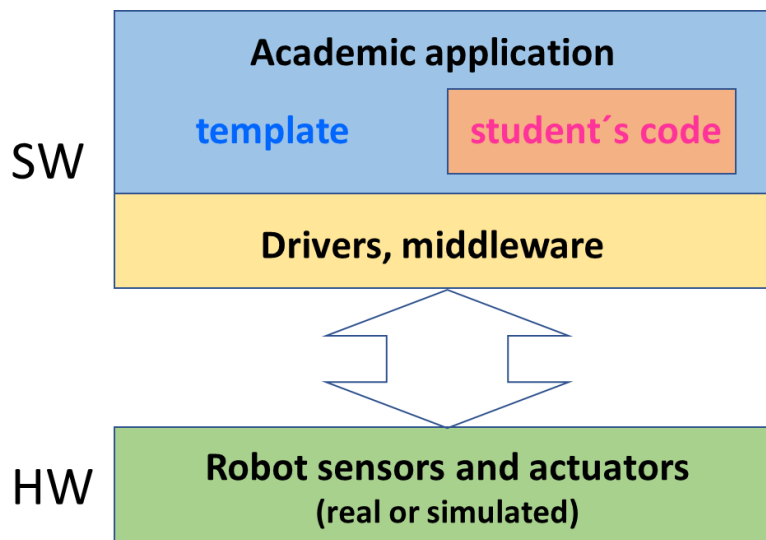 Academic application
template
student´s code
SW
Drivers, middleware
HW
Robot sensors and actuators
(real or simulated)